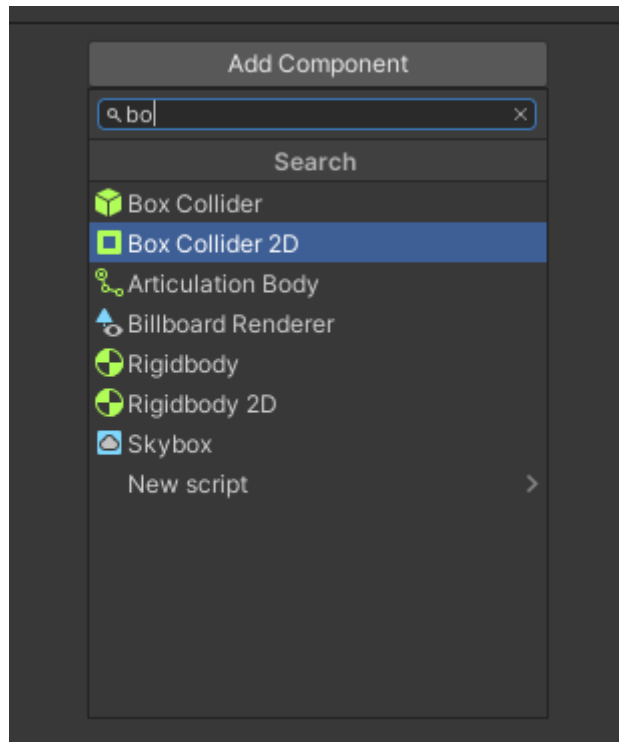 Add Component
bo
Search
Box Collider
Box Collider 2D
Articulation Body
Billboard Renderer
Rigidbody
Rigidbody 2D
Skybox
New script